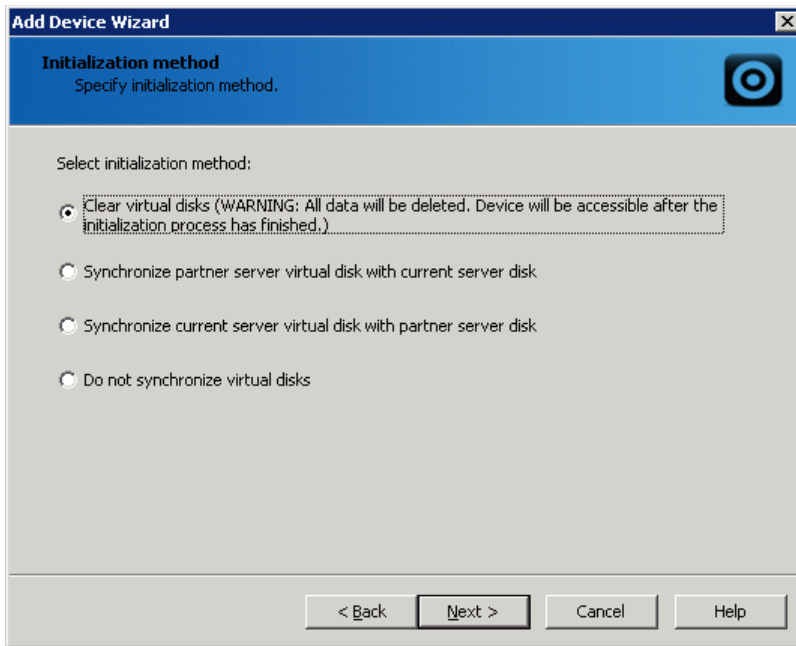 Add Device Wizard
Initialization method
Specify initialization method.
Select initialization method:
Clear virtual disks (WARNING: All data will be deleted. Device will be accessible after the
initialization process has finished.)
Synchronize partner server virtual disk with current server disk
Synchronize current server virtual disk with partner server disk
Do not synchronize virtual disks
< Back Next > Cancel Help